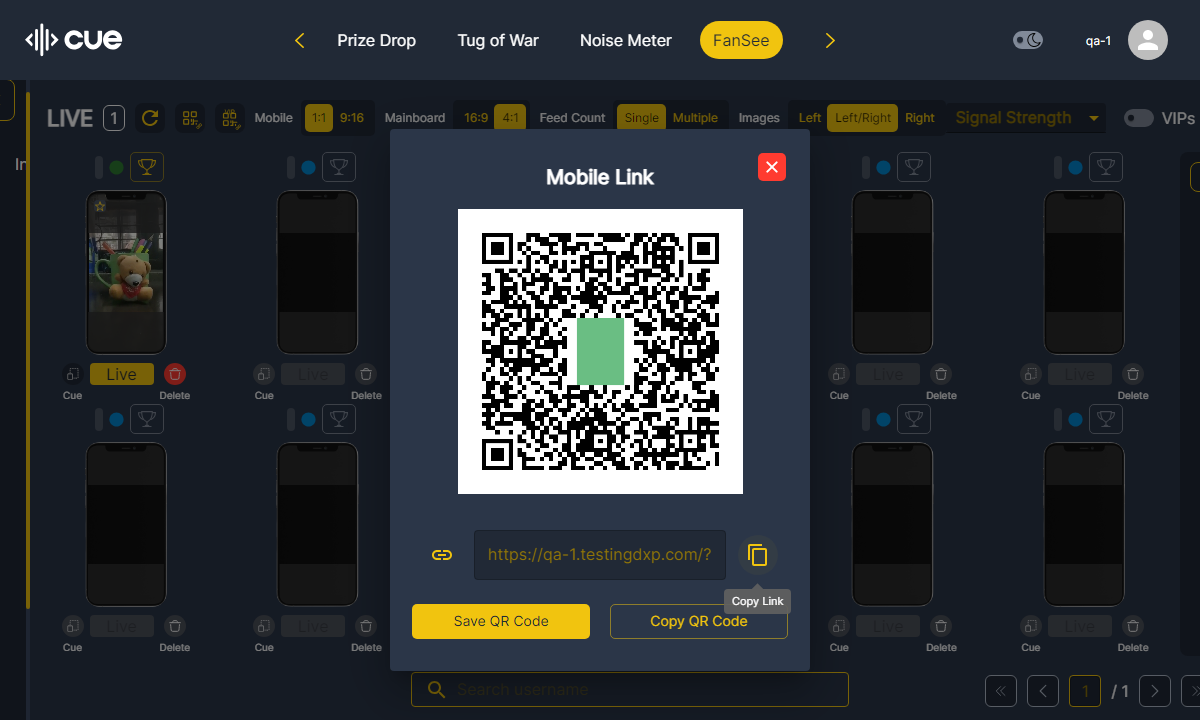 cue
Prize Drop
Tug of War
Noise Meter
FanSee
qa-1
LIVE 1
Mobile 1:1 9:16
Mainboard 16:9 4:1
Feed Count Single Multiple
Images Left Left/Right Right
Signal Strength
VIPs
In
Mobile Link
Live
Live
Live
Live
Cue Delete
Cue Delete
Cue Delete
Cue Delete
https://qa-1.testingdxp.com/?
Copy Link
Save QR Code
Copy QR Code
Live
Live
Live
Live
Cue Delete
Cue Delete
Cue Delete
Cue Delete
Search username
1 / 1